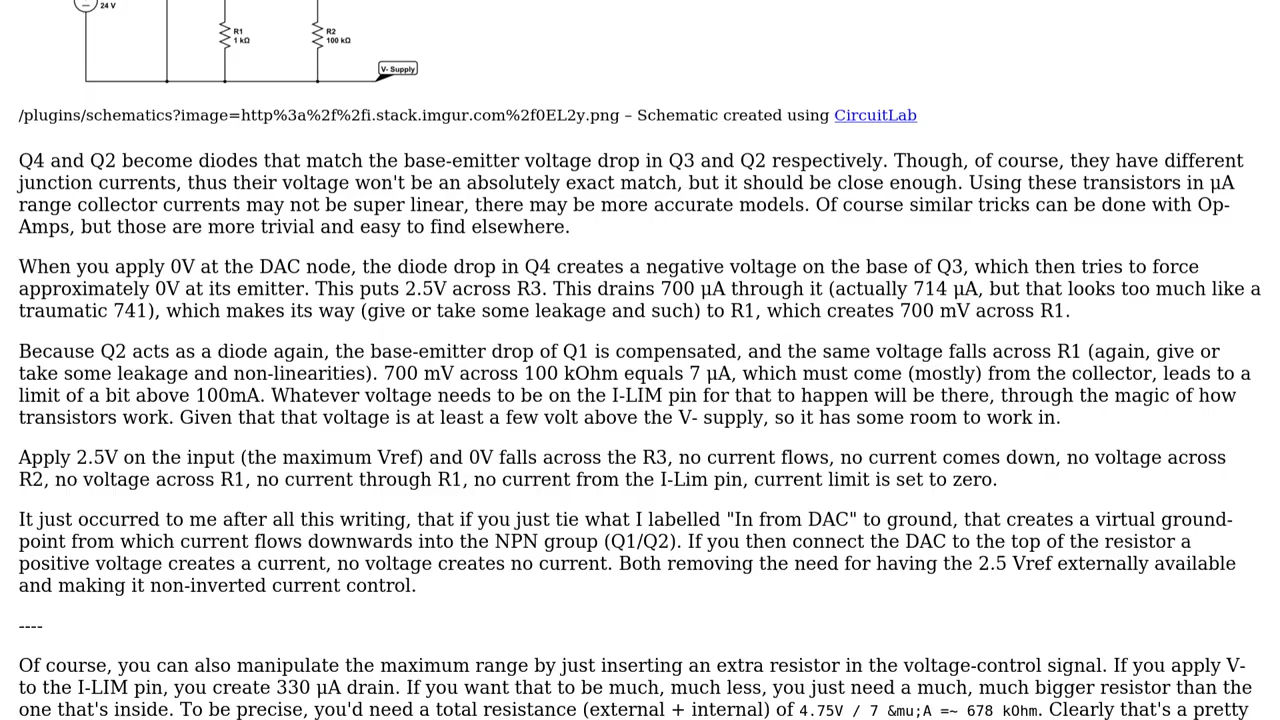 24 V
R1
1 kΩ
R2
100 kΩ
V- Supply
/plugins/schematics?image=http%3a%2f%2fi.stack.imgur.com%2f0EL2y.png – Schematic created using CircuitLab
Q4 and Q2 become diodes that match the base-emitter voltage drop in Q3 and Q2 respectively. Though, of course, they have different
junction currents, thus their voltage won't be an absolutely exact match, but it should be close enough. Using these transistors in µA
range collector currents may not be super linear, there may be more accurate models. Of course similar tricks can be done with Op-
Amps, but those are more trivial and easy to find elsewhere.
When you apply 0V at the DAC node, the diode drop in Q4 creates a negative voltage on the base of Q3, which then tries to force
approximately 0V at its emitter. This puts 2.5V across R3. This drains 700 µA through it (actually 714 µA, but that looks too much like a
traumatic 741), which makes its way (give or take some leakage and such) to R1, which creates 700 mV across R1.
Because Q2 acts as a diode again, the base-emitter drop of Q1 is compensated, and the same voltage falls across R1 (again, give or
take some leakage and non-linearities). 700 mV across 100 kOhm equals 7 µA, which must come (mostly) from the collector, leads to a
limit of a bit above 100mA. Whatever voltage needs to be on the I-LIM pin for that to happen will be there, through the magic of how
transistors work. Given that that voltage is at least a few volt above the V- supply, so it has some room to work in.
Apply 2.5V on the input (the maximum Vref) and 0V falls across the R3, no current flows, no current comes down, no voltage across
R2, no voltage across R1, no current through R1, no current from the I-Lim pin, current limit is set to zero.
It just occurred to me after all this writing, that if you just tie what I labelled "In from DAC" to ground, that creates a virtual ground-
point from which current flows downwards into the NPN group (Q1/Q2). If you then connect the DAC to the top of the resistor a
positive voltage creates a current, no voltage creates no current. Both removing the need for having the 2.5 Vref externally available
and making it non-inverted current control.
----
Of course, you can also manipulate the maximum range by just inserting an extra resistor in the voltage-control signal. If you apply V-
to the I-LIM pin, you create 330 µA drain. If you want that to be much, much less, you just need a much, much bigger resistor than the
one that's inside. To be precise, you'd need a total resistance (external + internal) of 4.75V / 7 &mu;A =~ 678 kOhm. Clearly that's a pretty